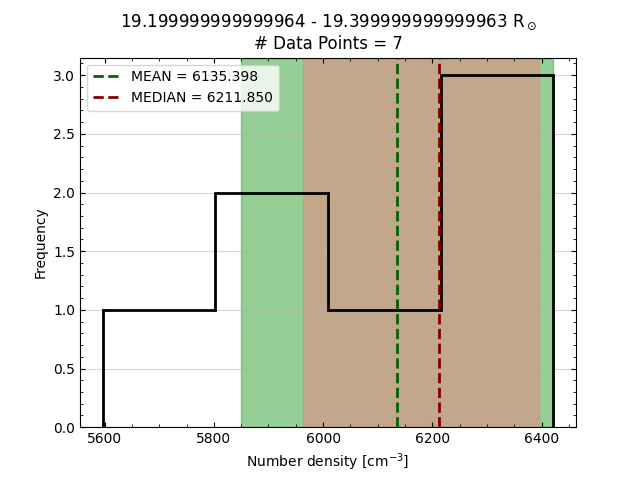 19.199999999999964 - 19.399999999999963 R⊙
# Data Points = 7
MEAN = 6135.398
MEDIAN = 6211.850
3.0
2.5
2.0
1.5
1.0
0.5
0.0
Frequency
5600 5800 6000 6200 6400
Number density [cm⁻³]